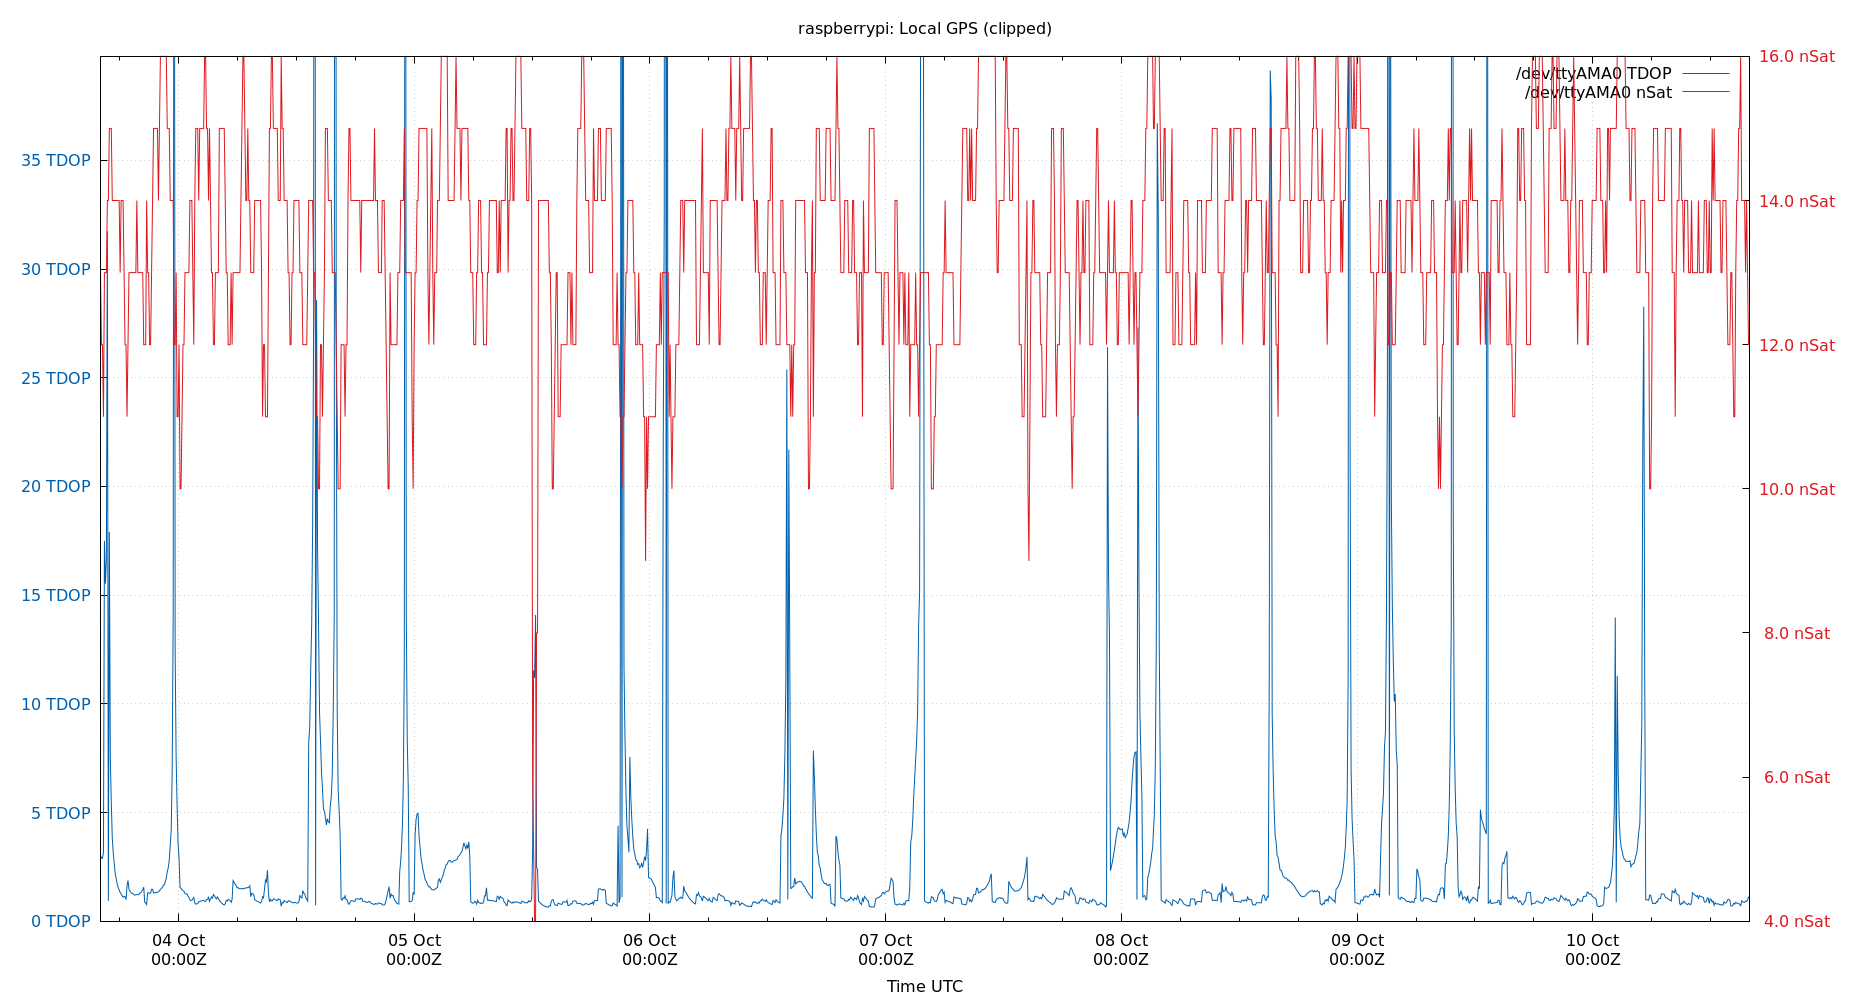 raspberrypi: Local GPS (clipped)
/dev/ttyAMA0 TDOP
/dev/ttyAMA0 nSat
35 TDOP
30 TDOP
25 TDOP
20 TDOP
15 TDOP
10 TDOP
5 TDOP
0 TDOP
16.0 nSat
14.0 nSat
12.0 nSat
10.0 nSat
8.0 nSat
6.0 nSat
4.0 nSat
04 Oct
00:00Z
05 Oct
00:00Z
06 Oct
00:00Z
07 Oct
00:00Z
08 Oct
00:00Z
09 Oct
00:00Z
10 Oct
00:00Z
Time UTC